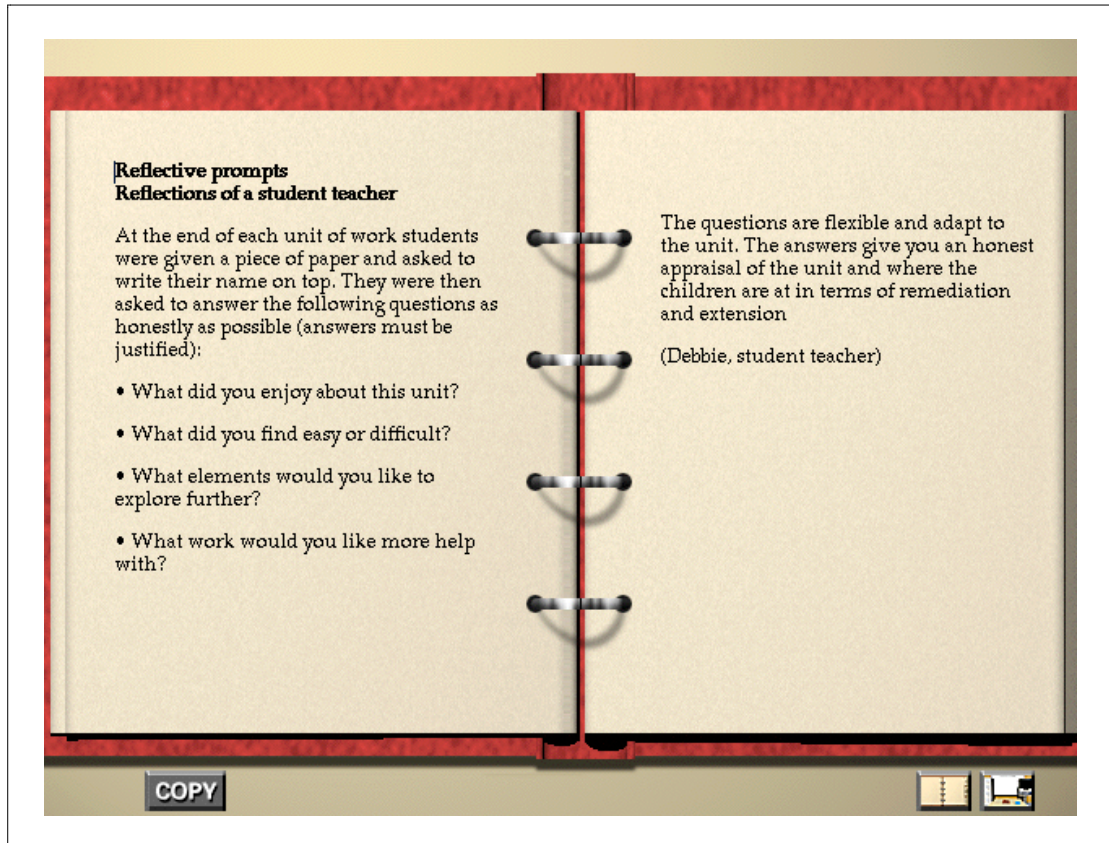 Reflective prompts
Reflections of a student teacher
At the end of each unit of work students
were given a piece of paper and asked to
write their name on top. They were then
asked to answer the following questions as
honestly as possible (answers must be
justified):
• What did you enjoy about this unit?
• What did you find easy or difficult?
• What elements would you like to
explore further?
• What work would you like more help
with?
The questions are flexible and adapt to
the unit. The answers give you an honest
appraisal of the unit and where the
children are at in terms of remediation
and extension
(Debbie, student teacher)
COPY